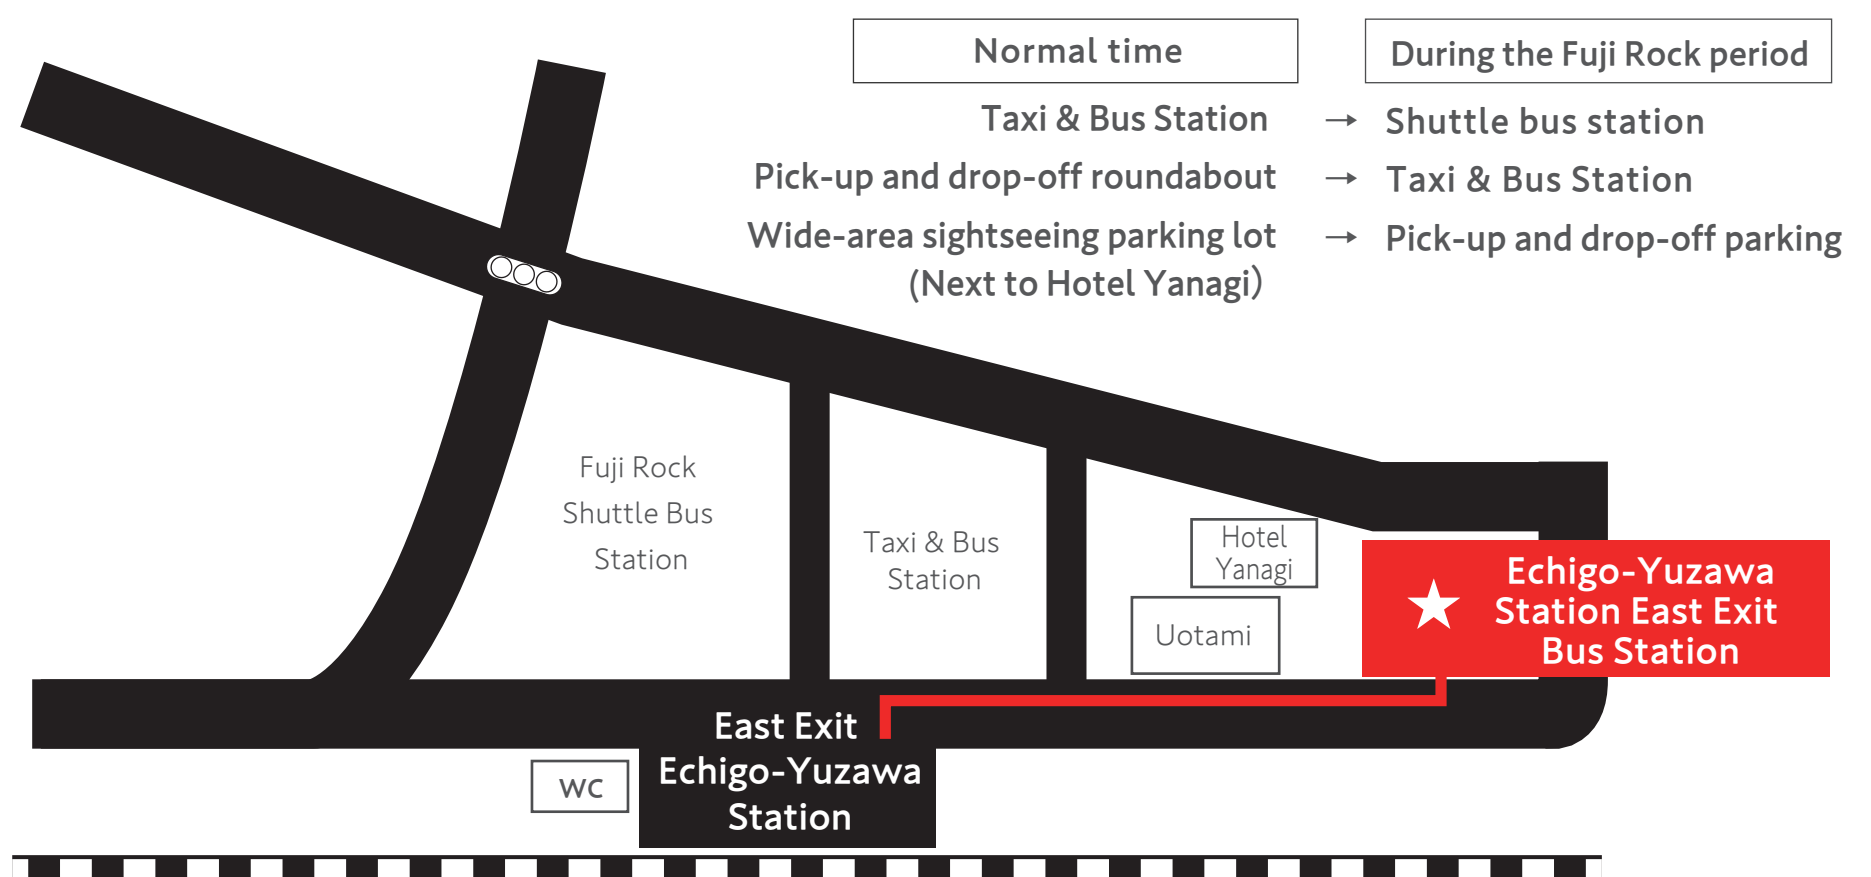 Normal time
During the Fuji Rock period
Taxi & Bus Station → Shuttle bus station
Pick-up and drop-off roundabout → Taxi & Bus Station
Wide-area sightseeing parking lot → Pick-up and drop-off parking
(Next to Hotel Yanagi)
Fuji Rock
Shuttle Bus
Station
Taxi & Bus
Station
Hotel
Yanagi
Uotami
Echigo-Yuzawa
Station East Exit
Bus Station
East Exit
Echigo-Yuzawa
Station
WC